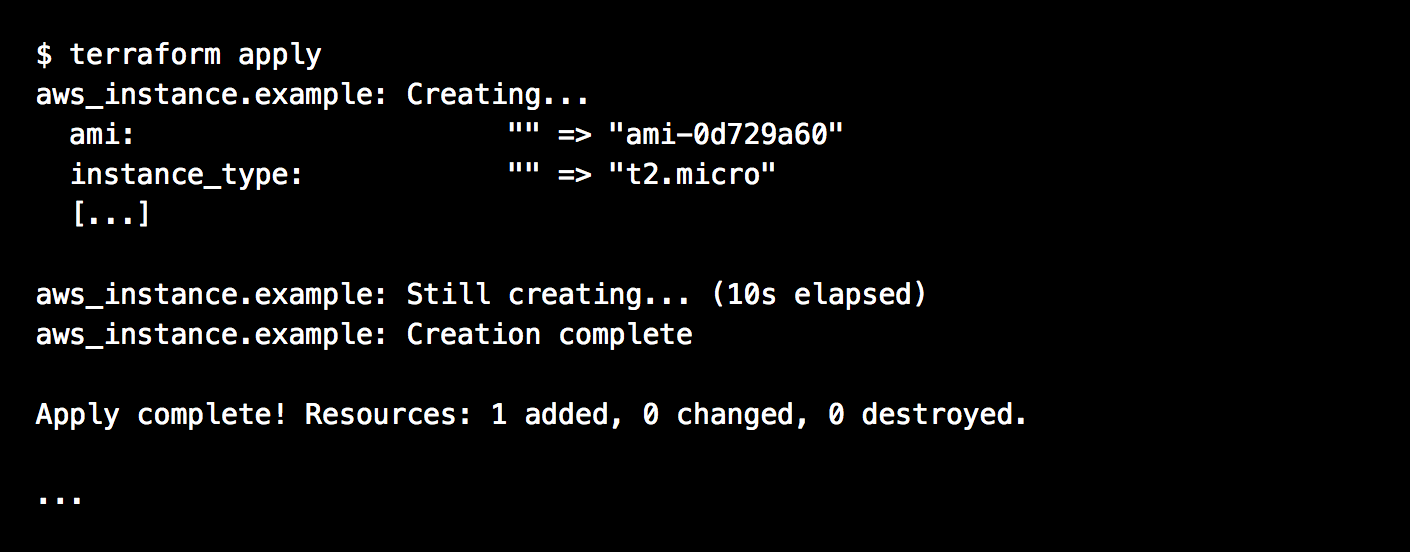 $ terraform apply
aws_instance.example: Creating...
  ami:                      "" => "ami-0d729a60"
  instance_type:            "" => "t2.micro"
  [...]

aws_instance.example: Still creating... (10s elapsed)
aws_instance.example: Creation complete

Apply complete! Resources: 1 added, 0 changed, 0 destroyed.

...